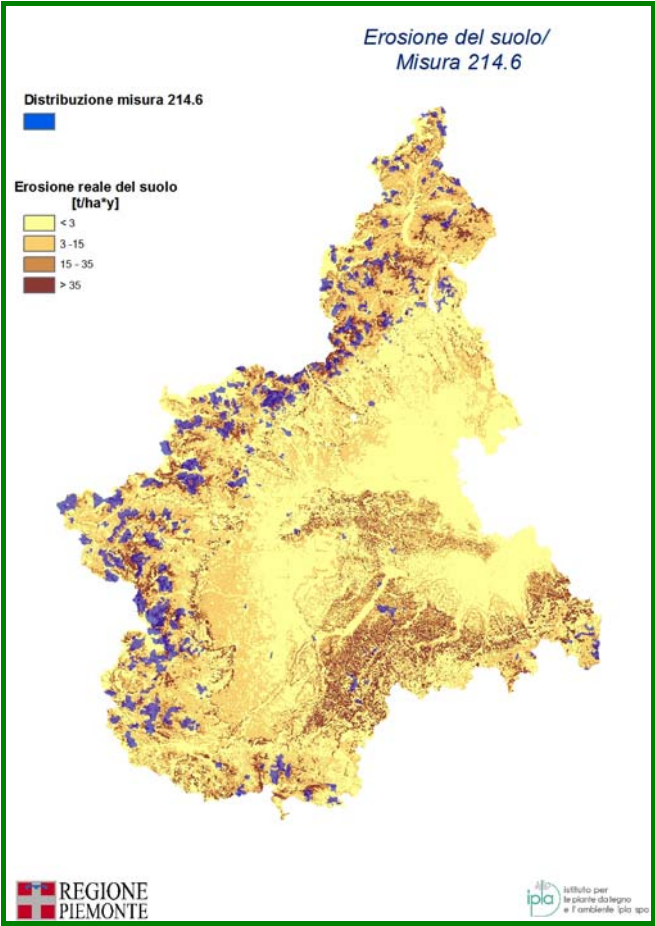 Erosione del suolo/
Misura 214.6
Distribuzione misura 214.6
Erosione reale del suolo
[t/ha*y]
< 3
3 -15
15 - 35
> 35
REGIONE
PIEMONTE
ipla
istituto per
le piante da legno
e l'ambiente ipla spa